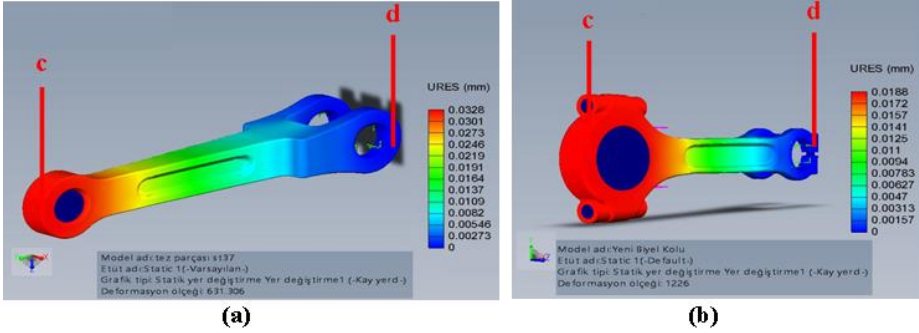 c
d
URES (mm)
0.0328
0.0301
0.0273
0.0246
0.0219
0.0191
0.0164
0.0137
0.0109
0.0082
0.00546
0.00273
0
Model adı:tez parçası st37
Etüt adı:Static 1(-Varsayılan-)
Grafik tipi: Statik yer değiştirme Yer değiştirme1 (-Kay yerd-)
Deformasyon ölçeği: 631.306
(a)
c
d
URES (mm)
0.0188
0.0172
0.0157
0.0141
0.0125
0.011
0.0094
0.00783
0.00627
0.0047
0.00313
0.00157
0
Model adı:Yeni Biyel Kolu
Etüt adı:Static 1(-Default-)
Grafik tipi: Statik yer değiştirme Yer değiştirme1 (-Kay yerd-)
Deformasyon ölçeği: 1226
(b)